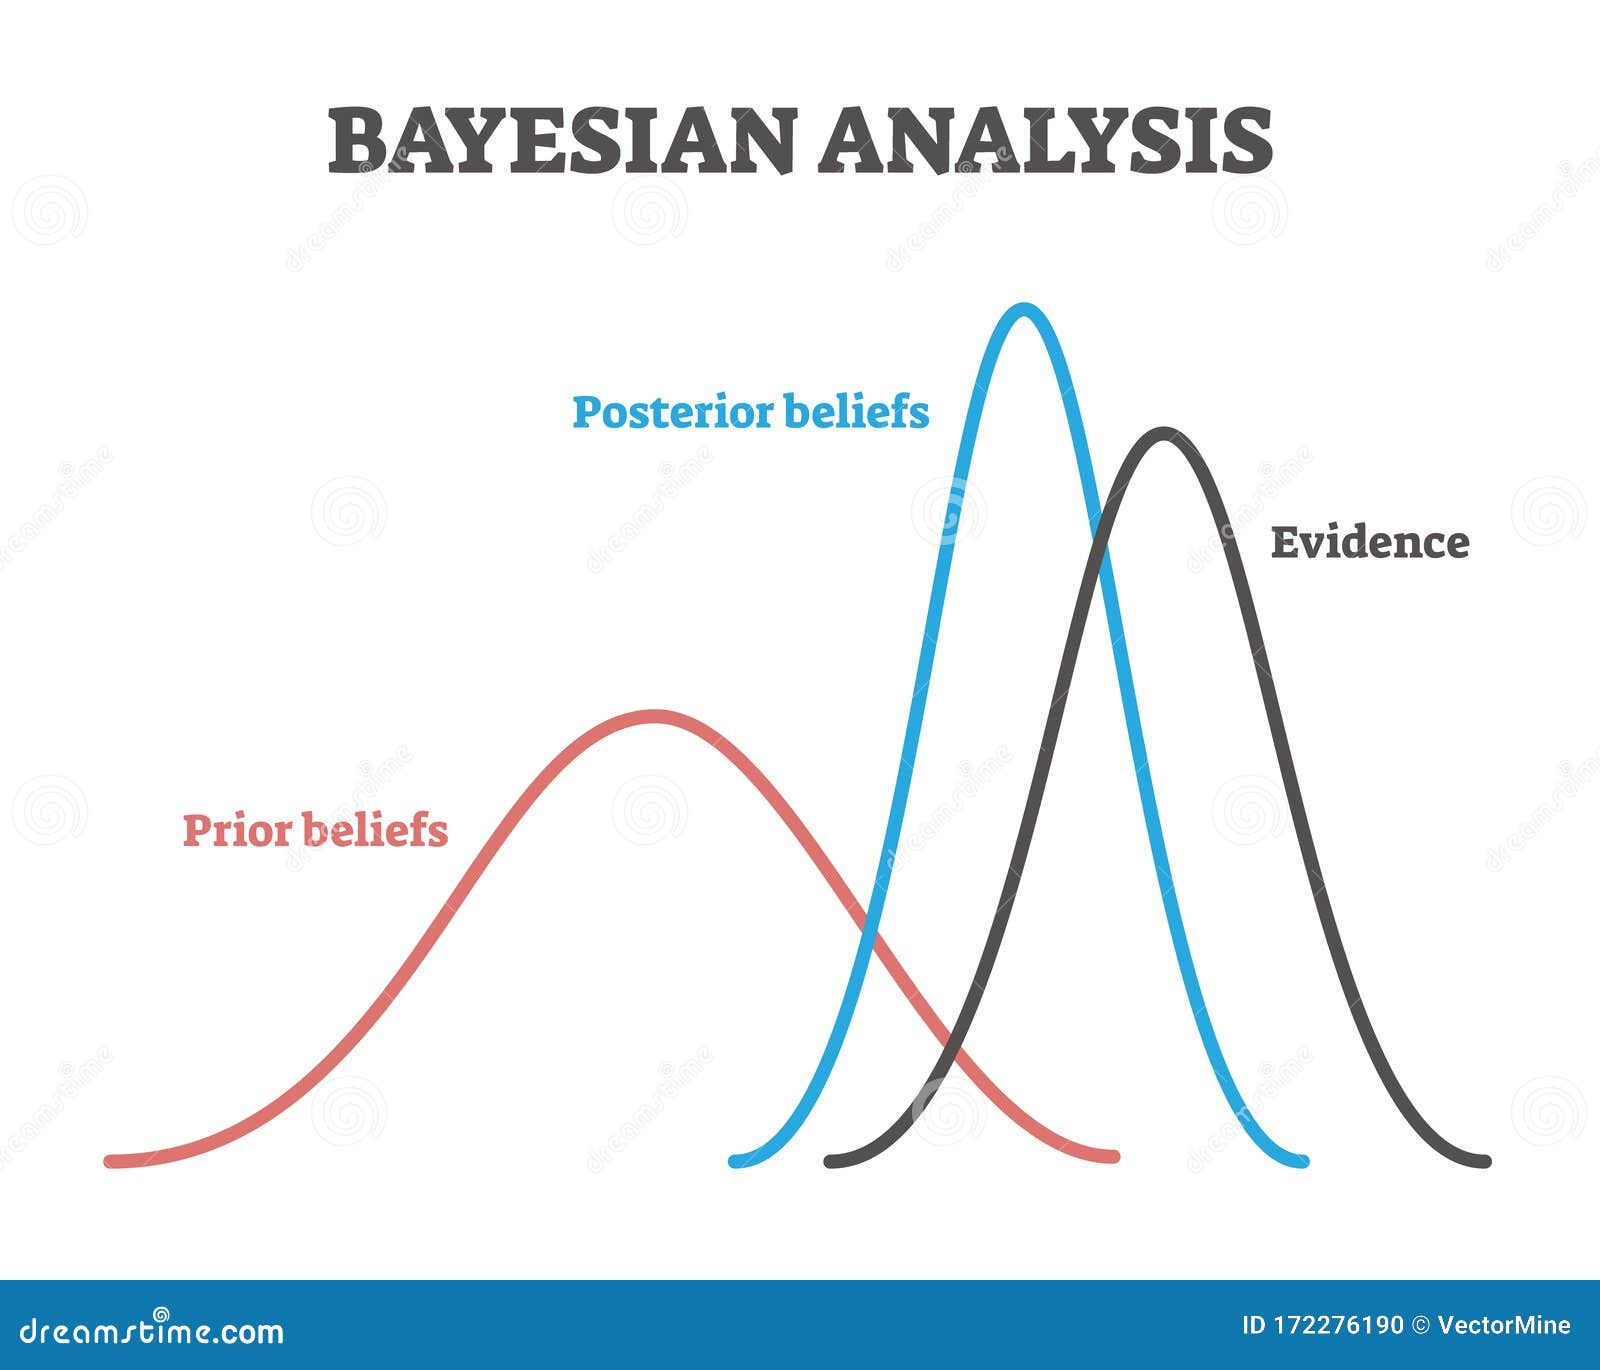 BAYESIAN ANALYSIS
Posterior beliefs
Evidence
Prior beliefs
dreamstime.com
ID 172276190 © VectorMine